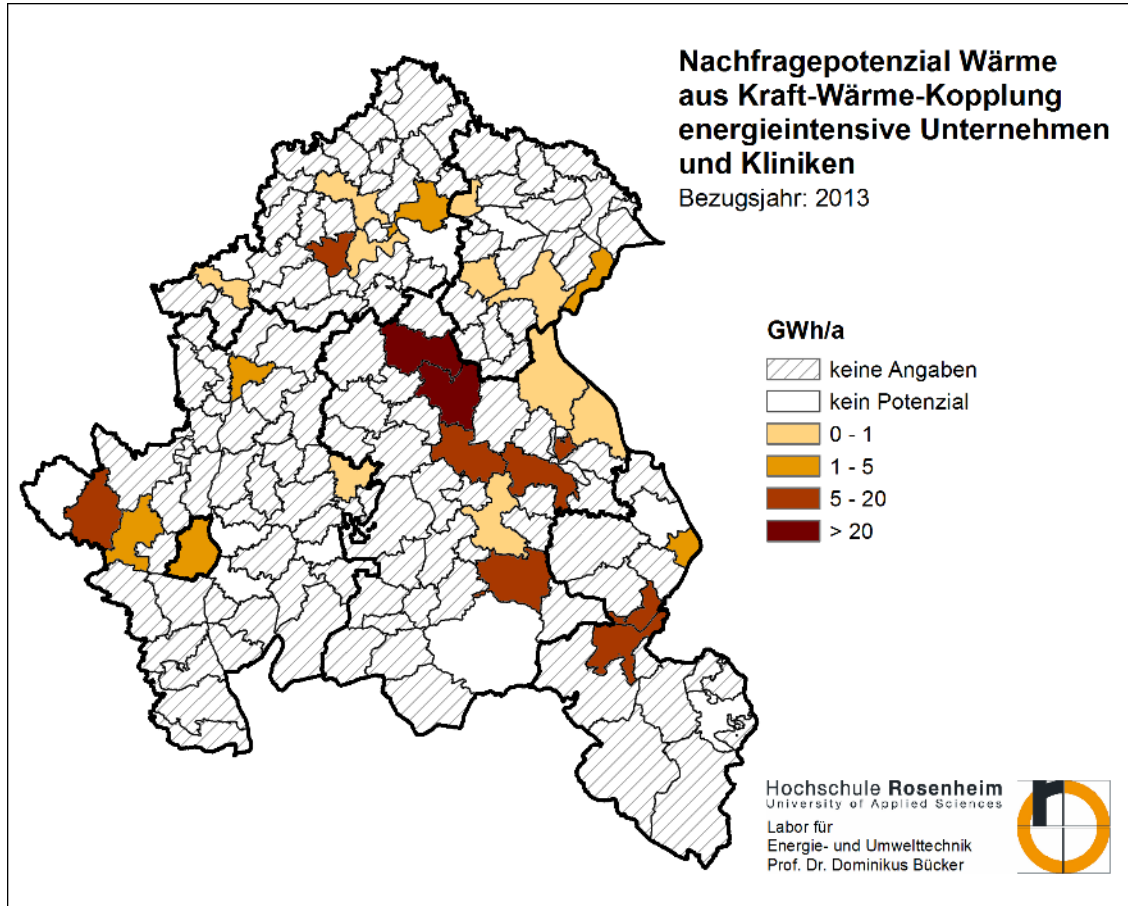 Nachfragepotenzial Wärme
aus Kraft-Wärme-Kopplung
energieintensive Unternehmen
und Kliniken
Bezugsjahr: 2013
GWh/a
keine Angaben
kein Potenzial
0 - 1
1 - 5
5 - 20
> 20
Hochschule Rosenheim
University of Applied Sciences
Labor für
Energie- und Umwelttechnik
Prof. Dr. Dominikus Bücker